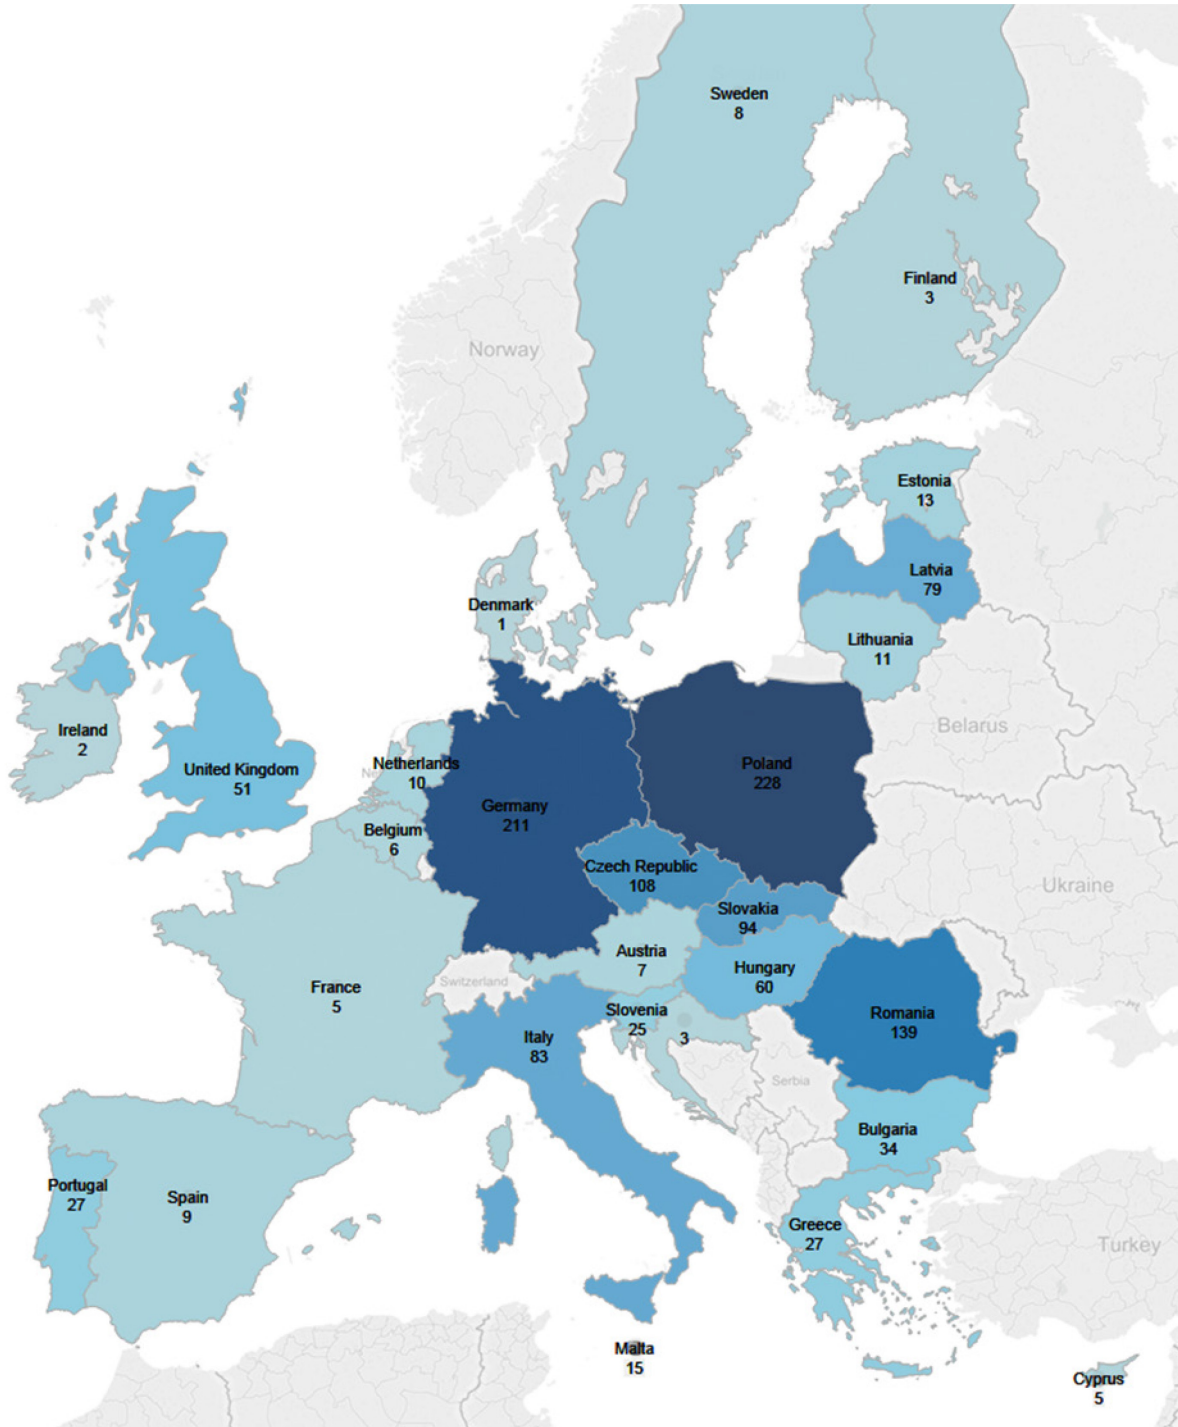 Sweden
8
Finland
3
Norway
Estonia
13
Latvia
79
Denmark
1
Lithuania
11
Ireland
2
Belarus
United Kingdom
51
Netherlands
10
Poland
228
Germany
211
Belgium
6
Czech Republic
108
Ukraine
Slovakia
94
Austria
7
Hungary
60
Switzerland
France
5
Slovenia
25
3
Romania
139
Italy
83
Serbia
Bulgaria
34
Portugal
27
Spain
9
Greece
27
Turkey
Malta
15
Cyprus
5